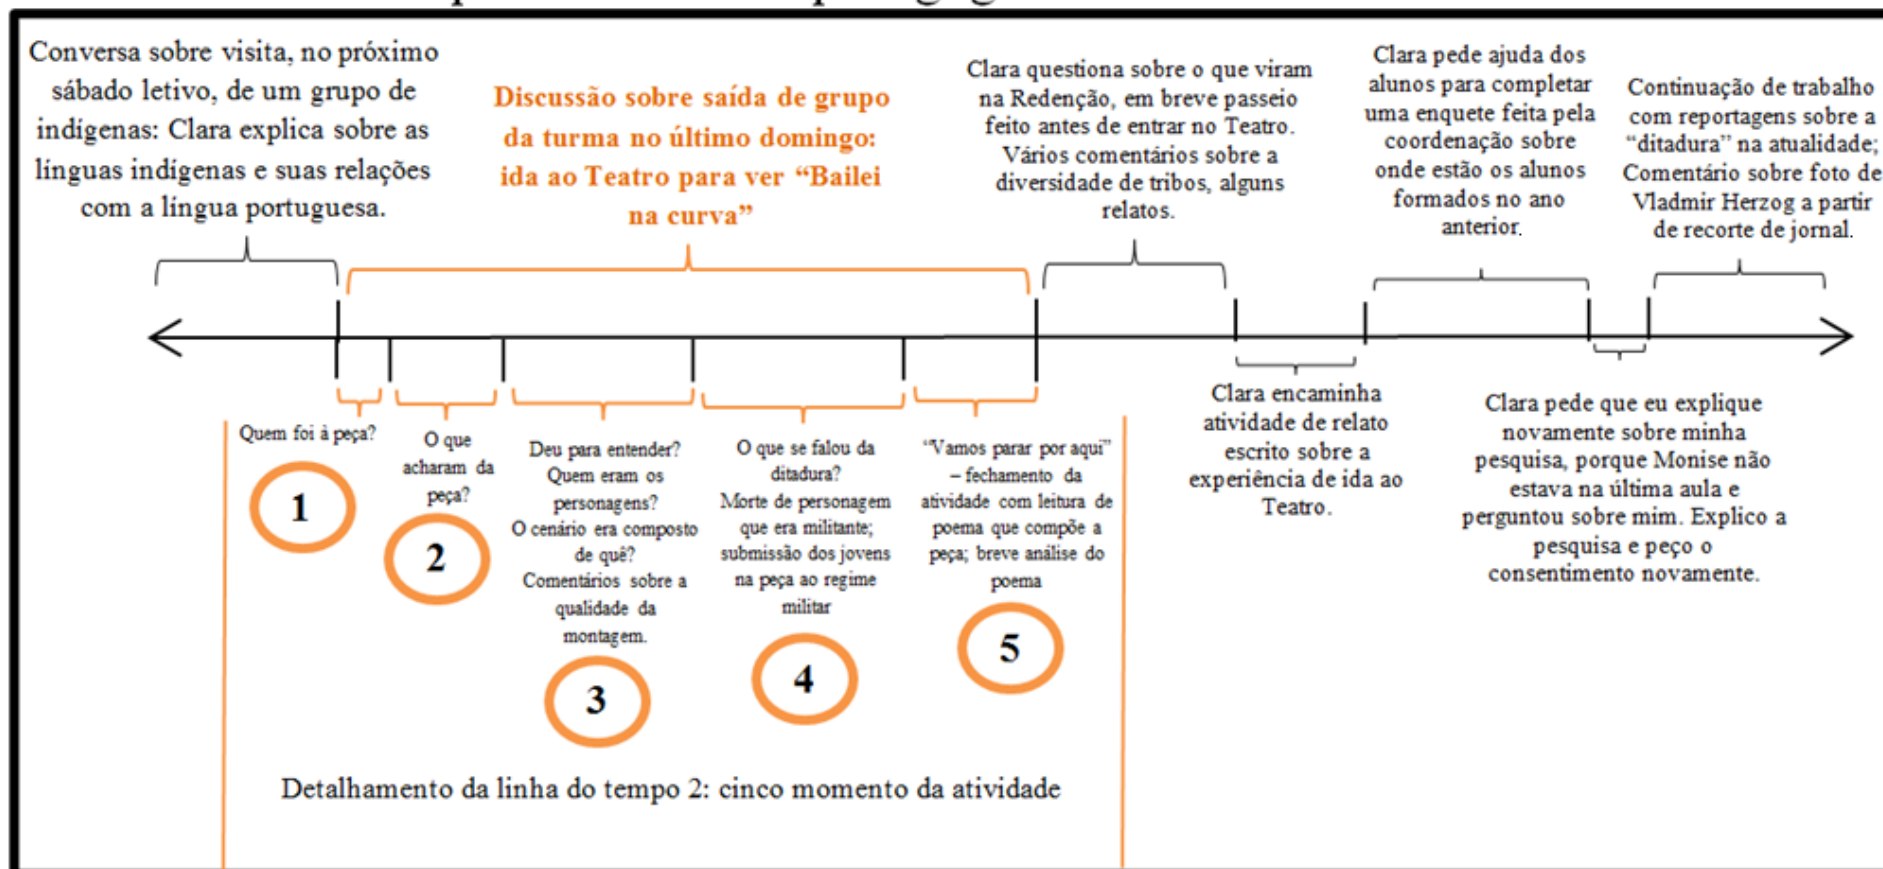 Conversa sobre visita, no próximo
sábado letivo, de um grupo de
indígenas: Clara explica sobre as
línguas indígenas e suas relações
com a língua portuguesa.
Discussão sobre saída de grupo
da turma no último domingo:
ida ao Teatro para ver “Bailei
na curva”
Clara questiona sobre o que viram
na Redenção, em breve passeio
feito antes de entrar no Teatro.
Vários comentários sobre a
diversidade de tribos, alguns
relatos.
Clara pede ajuda dos
alunos para completar
uma enquete feita pela
coordenação sobre
onde estão os alunos
formados no ano
anterior.
Continuação de trabalho
com reportagens sobre a
“ditadura” na atualidade;
Comentário sobre foto de
Vladmir Herzog a partir
de recorte de jornal.
Quem foi à peça?
1
O que
acharam da
peça?
2
Deu para entender?
Quem eram os
personagens?
O cenário era composto
de quê?
Comentários sobre a
qualidade da
montagem.
3
O que se falou da
ditadura?
Morte de personagem
que era militante;
submissão dos jovens
na peça ao regime
militar
4
“Vamos parar por aqui”
– fechamento da
atividade com leitura de
poema que compõe a
peça; breve análise do
poema
5
Clara encaminha
atividade de relato
escrito sobre a
experiência de ida ao
Teatro.
Clara pede que eu explique
novamente sobre minha
pesquisa, porque Monise não
estava na última aula e
perguntou sobre mim. Explico a
pesquisa e peço o
consentimento novamente.
Detalhamento da linha do tempo 2: cinco momento da atividade